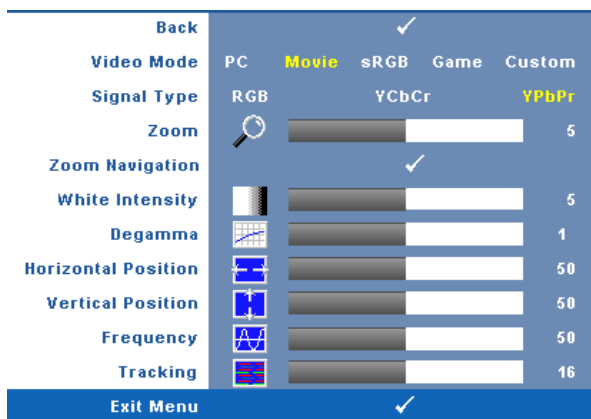 Back
Video Mode PC Movie sRGB Game Custom
Signal Type RGB YCbCr YPbPr
Zoom 5
Zoom Navigation
White Intensity 5
Degamma 1
Horizontal Position 50
Vertical Position 50
Frequency 50
Tracking 16
Exit Menu